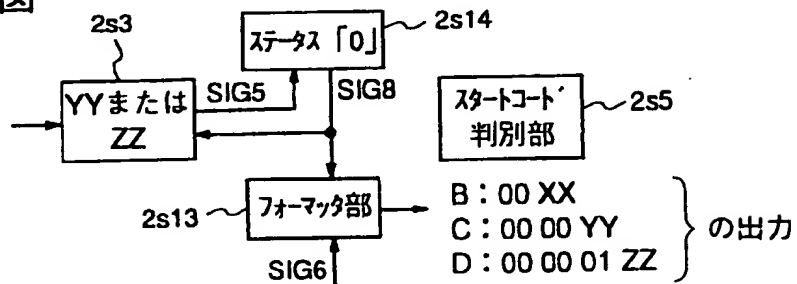 図
2s3
ステータス「0」
2s14
YYまたは
ZZ
SIG5
SIG8
スタートコード
判別部
2s5
2s13
フォーマッタ部
SIG6
B:00 XX
C:00 00 YY
D:00 00 01 ZZ
の出力